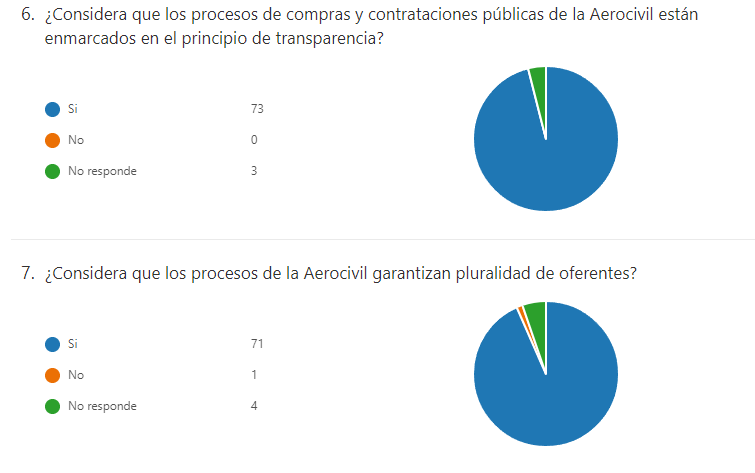 6. ¿Considera que los procesos de compras y contrataciones públicas de la Aerocivil están
enmarcados en el principio de transparencia?
Si 73
No 0
No responde 3
7. ¿Considera que los procesos de la Aerocivil garantizan pluralidad de oferentes?
Si 71
No 1
No responde 4